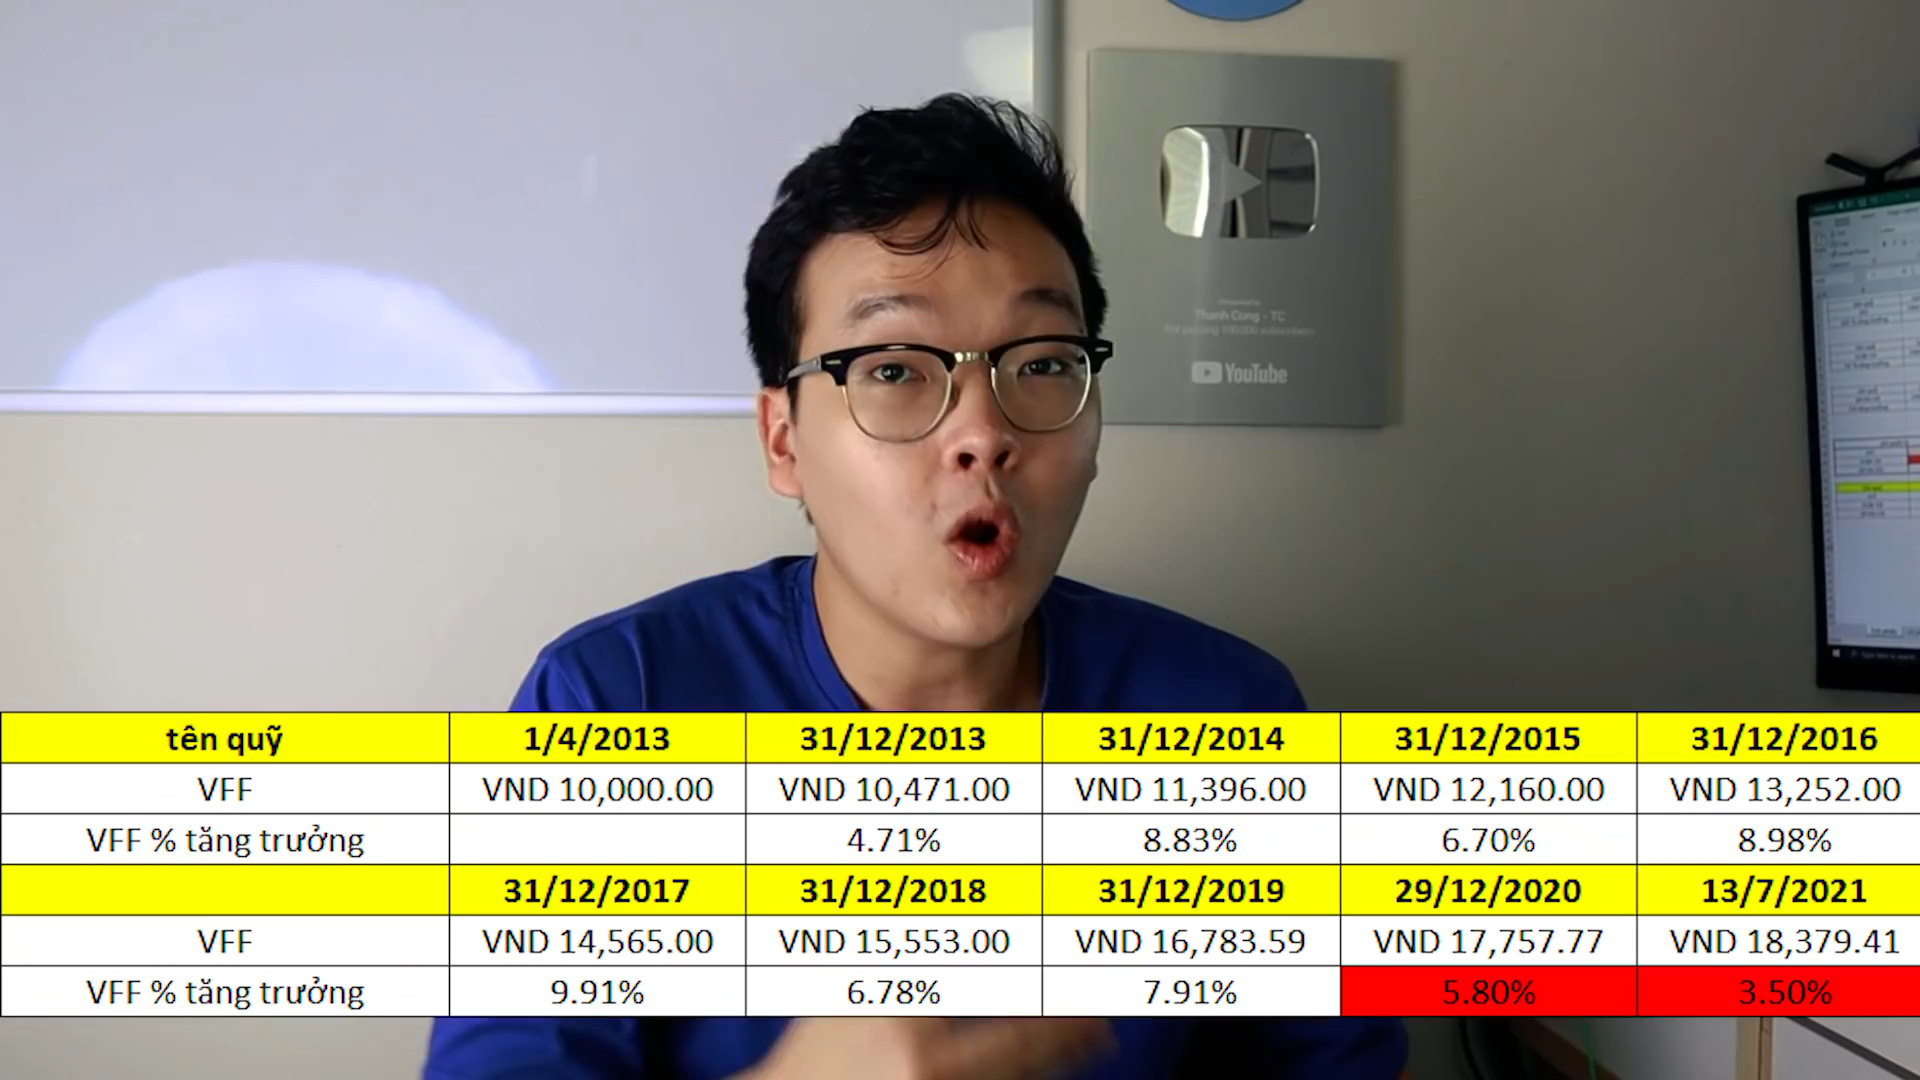 Thanh Cong - TC
YouTube
tên quỹ 1/4/2013 31/12/2013 31/12/2014 31/12/2015 31/12/2016
VFF VND 10,000.00 VND 10,471.00 VND 11,396.00 VND 12,160.00 VND 13,252.00
VFF % tăng trưởng 4.71% 8.83% 6.70% 8.98%
31/12/2017 31/12/2018 31/12/2019 29/12/2020 13/7/2021
VFF VND 14,565.00 VND 15,553.00 VND 16,783.59 VND 17,757.77 VND 18,379.41
VFF % tăng trưởng 9.91% 6.78% 7.91% 5.80% 3.50%